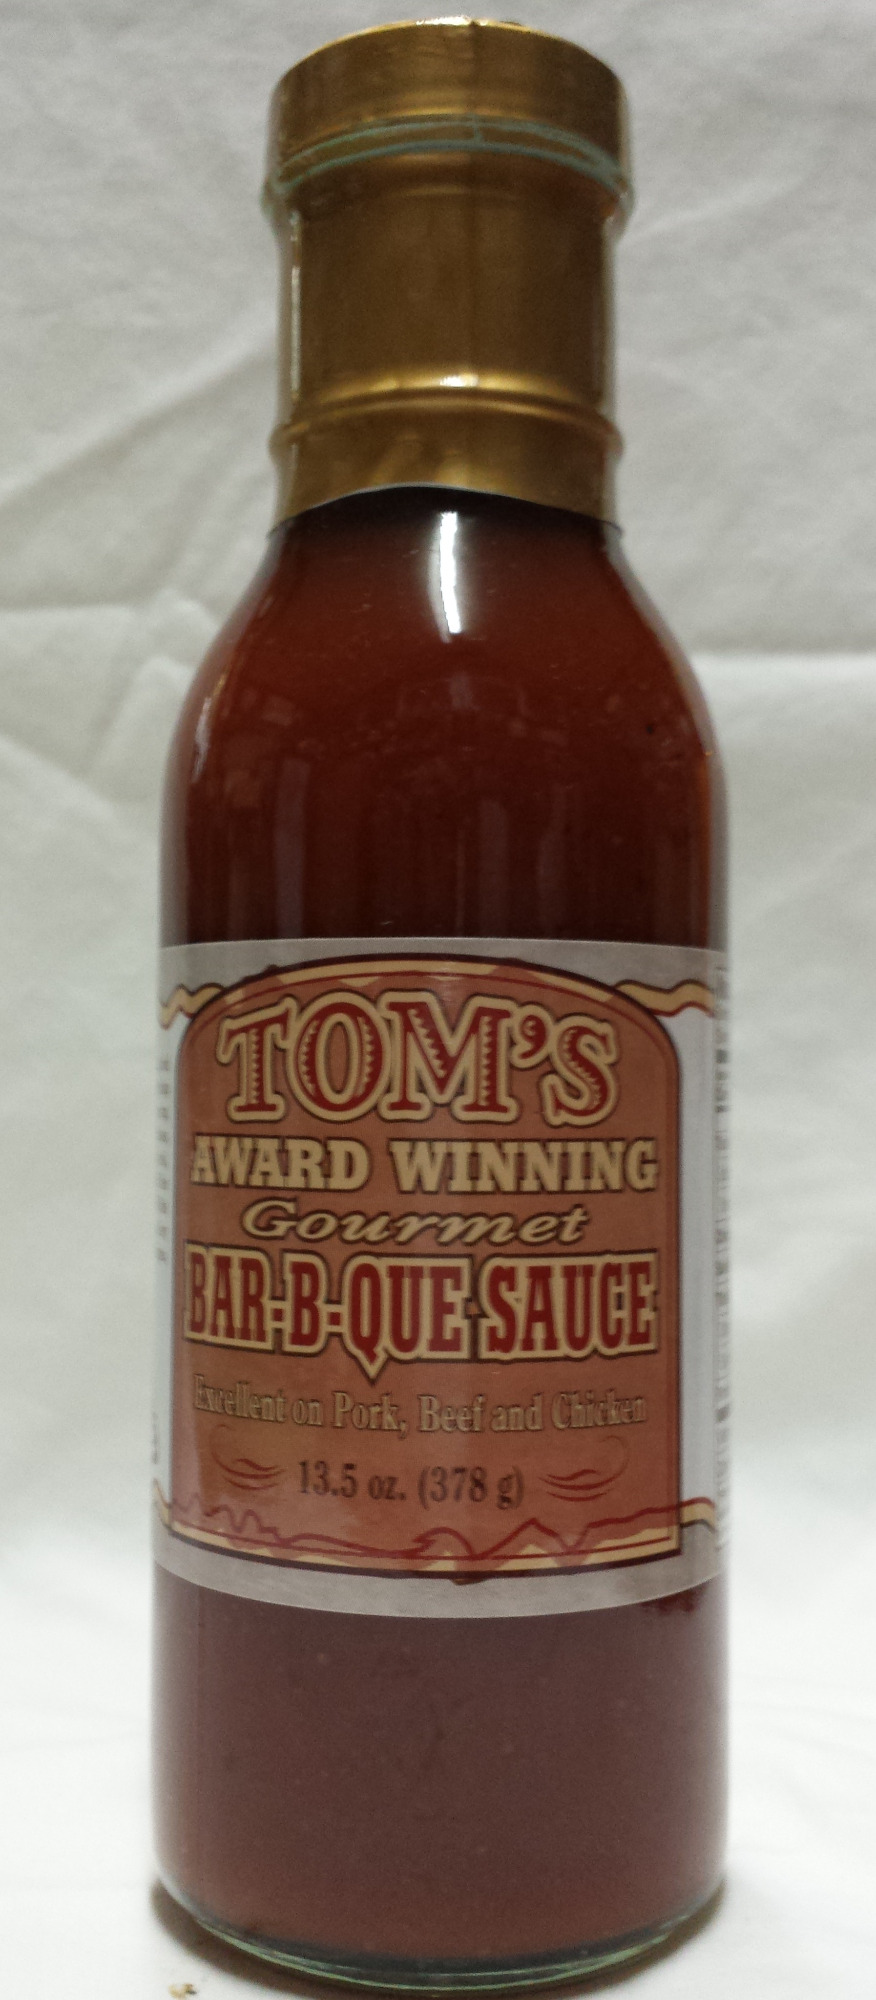 TOM'S
AWARD WINNING
Gourmet
BAR-B-QUE SAUCE
Excellent on Pork, Beef and Chicken
13.5 oz. (378 g)